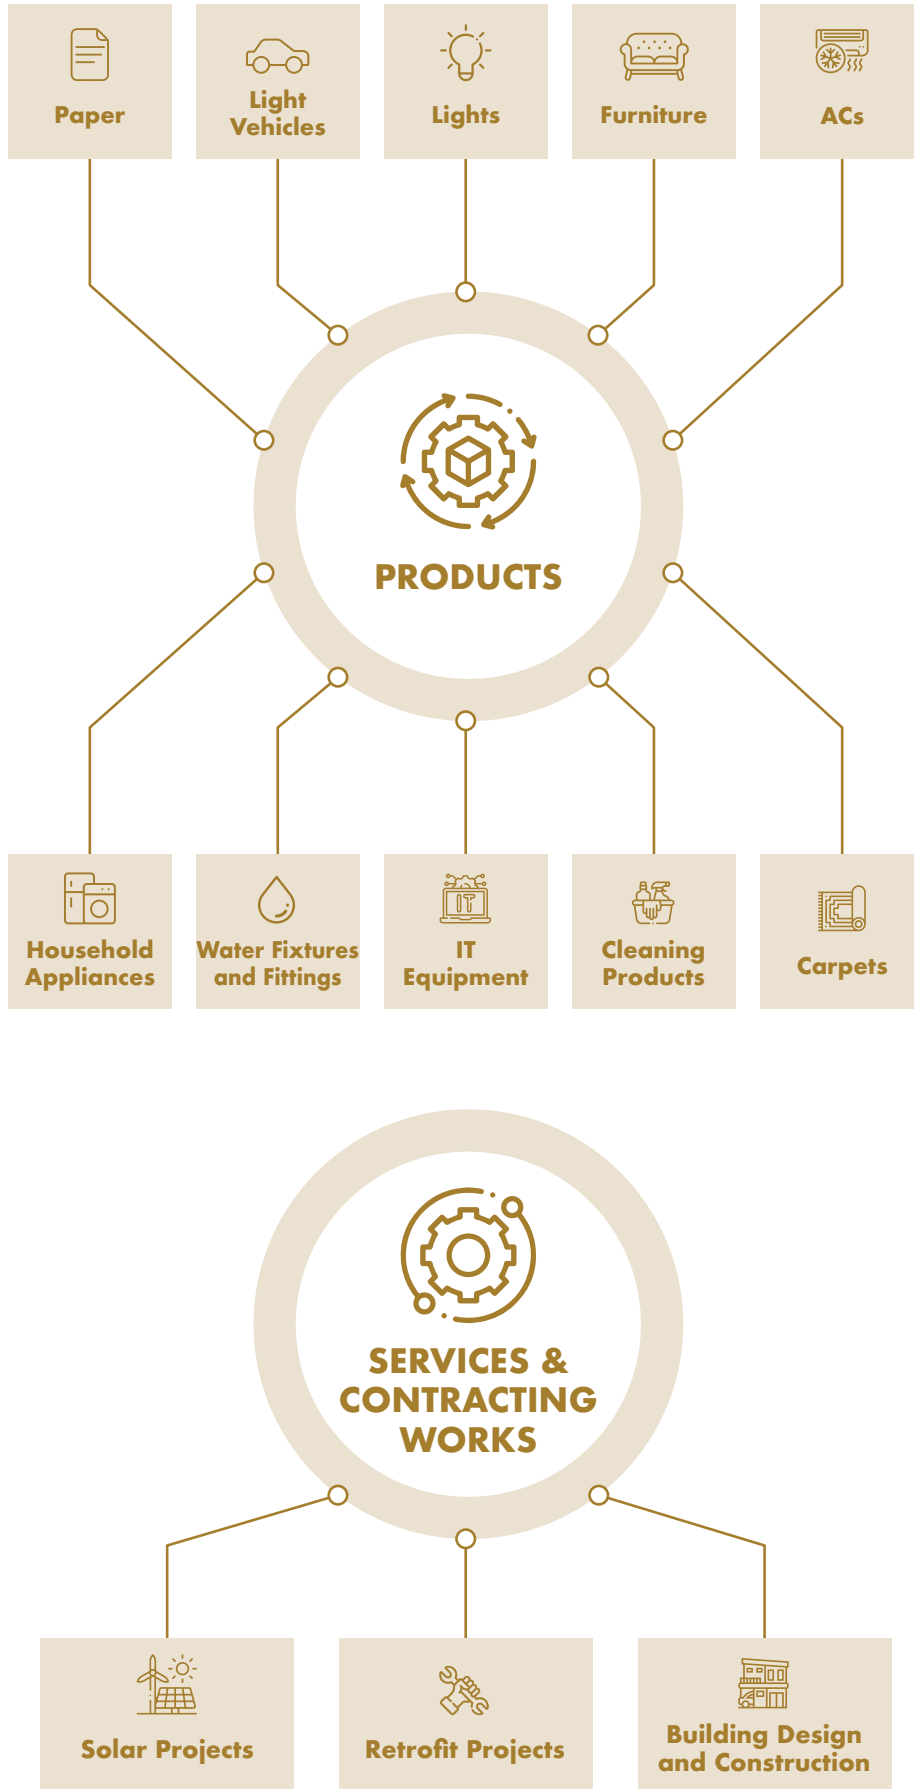 Paper
Light
Vehicles
Lights
Furniture
ACs
PRODUCTS
Household
Appliances
Water Fixtures
and Fittings
IT
IT
Equipment
Cleaning
Products
Carpets
SERVICES &
CONTRACTING
WORKS
Solar Projects
Retrofit Projects
Building Design
and Construction